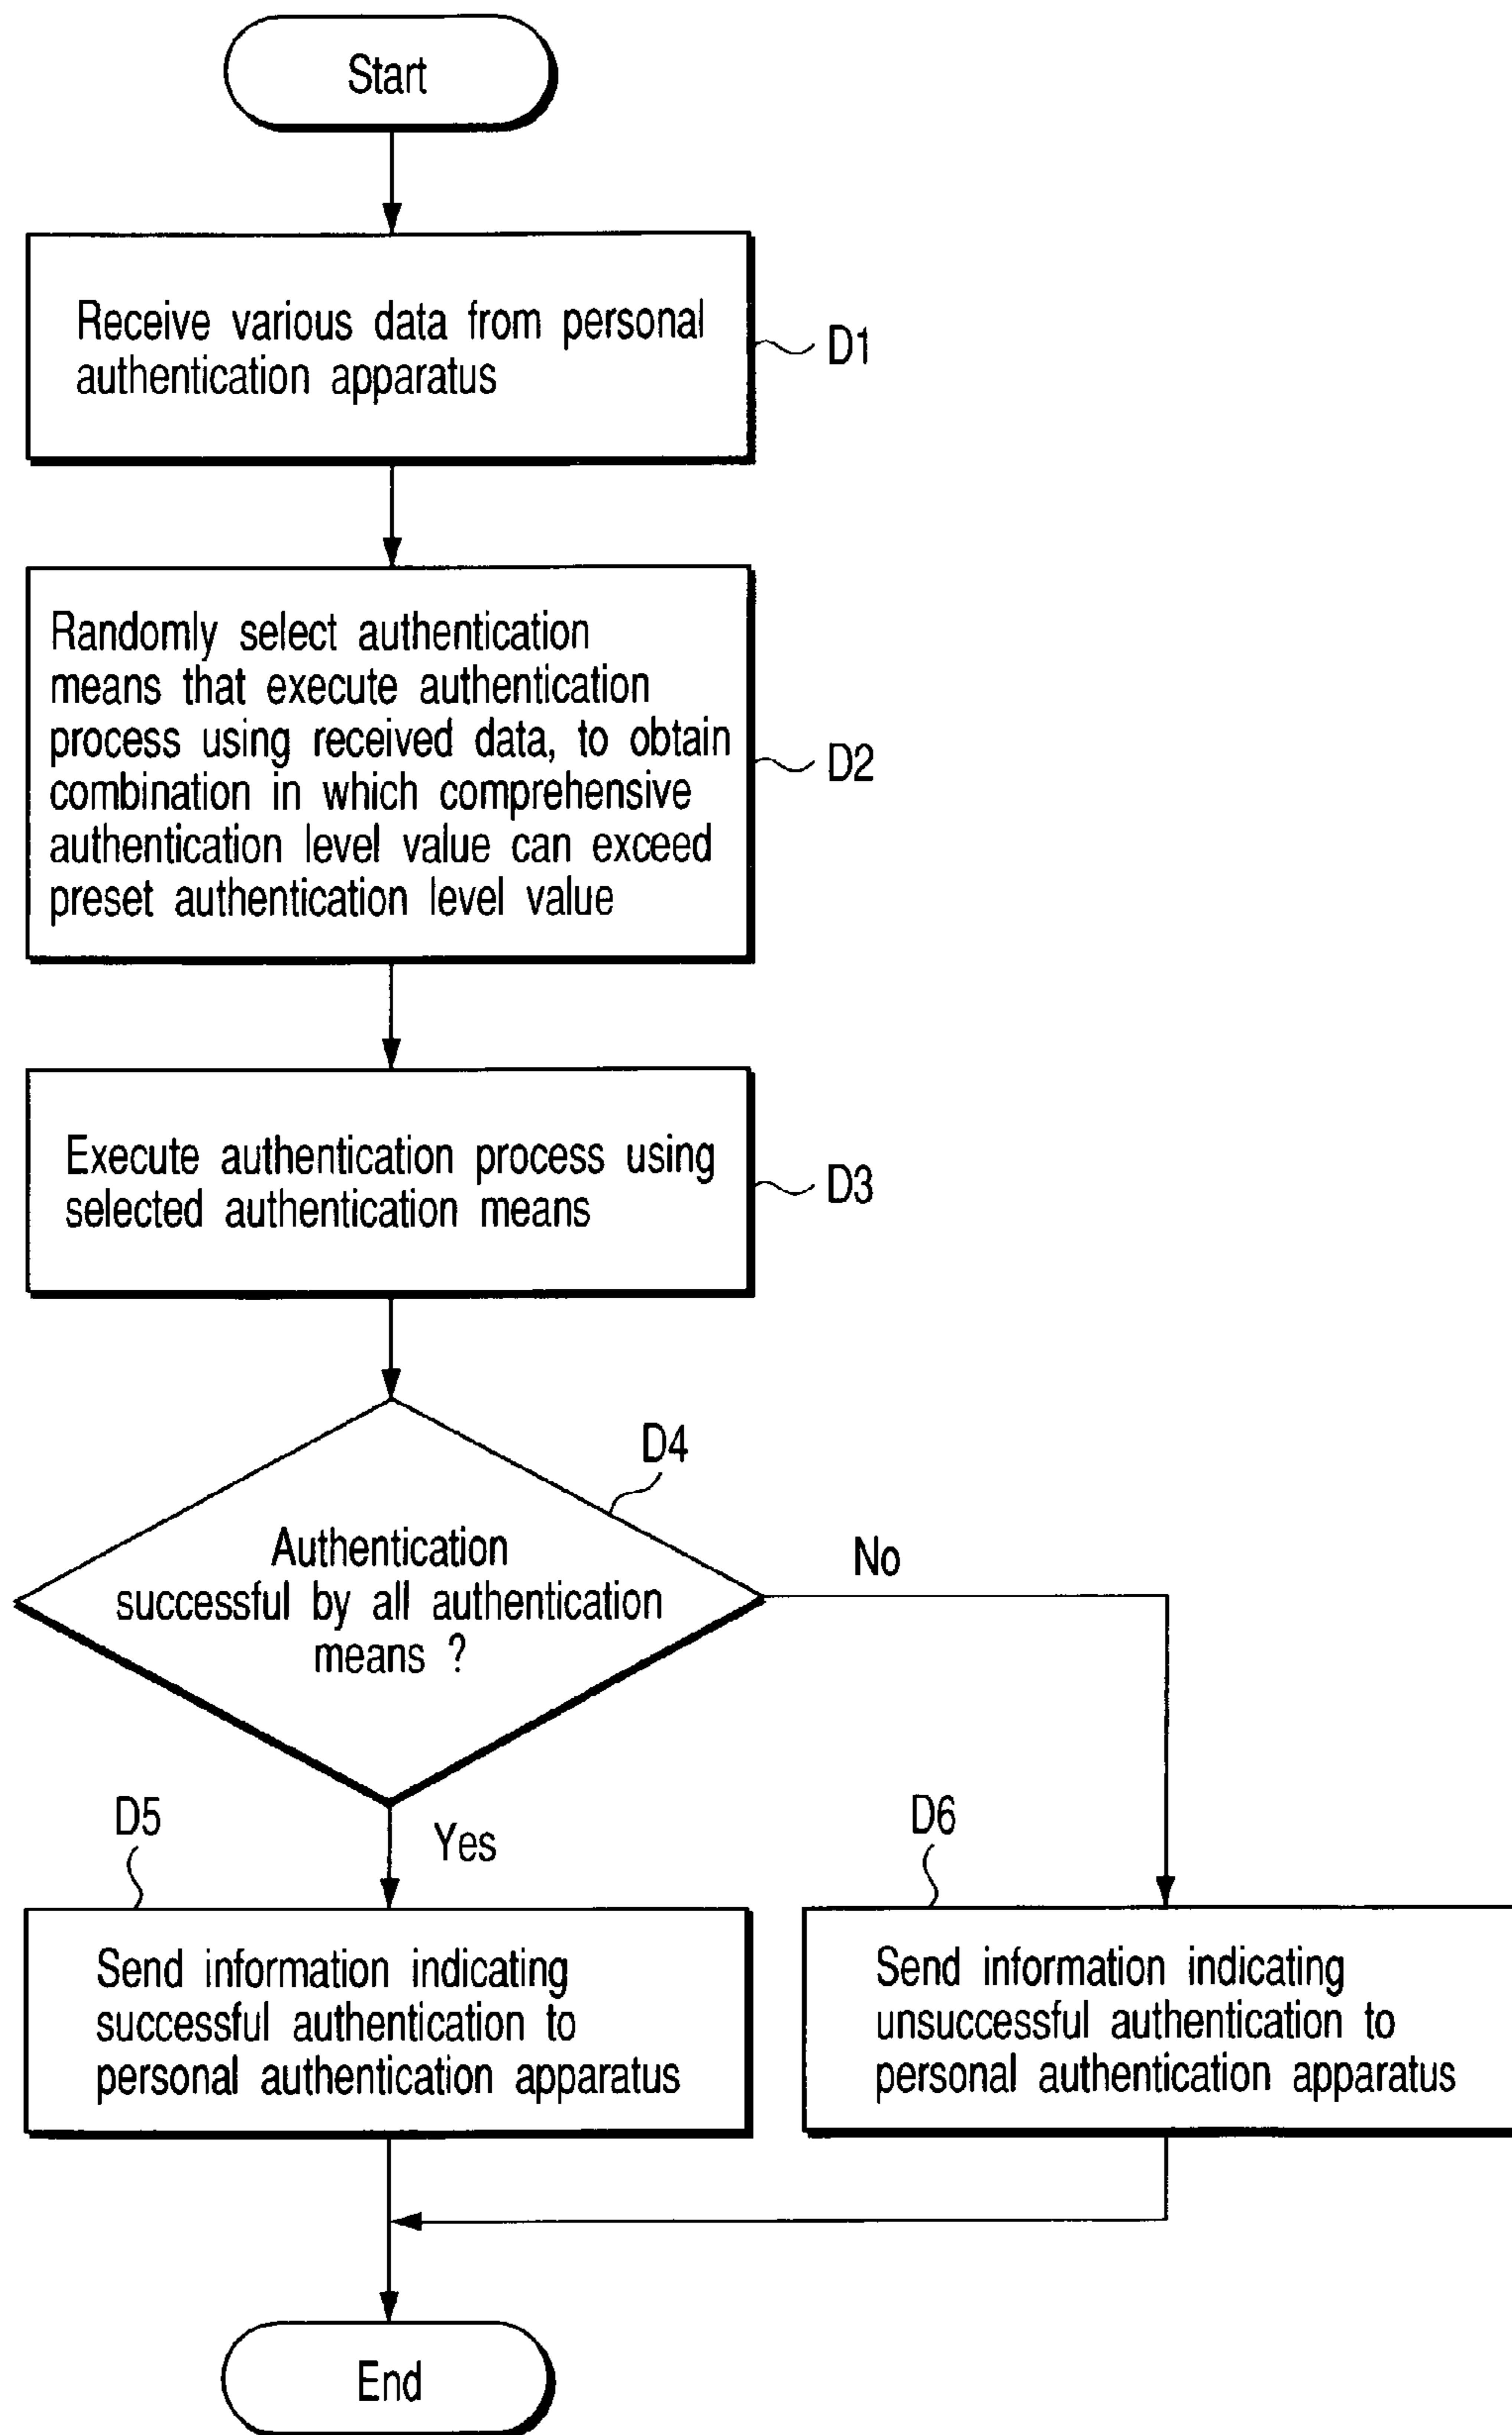 Start
Receive various data from personal
authentication apparatus
D1
Randomly select authentication
means that execute authentication
process using received data, to obtain
combination in which comprehensive
authentication level value can exceed
preset authentication level value
D2
Execute authentication process using
selected authentication means
D3
D4
Authentication
successful by all authentication
means ?
No
Yes
D5
Send information indicating
successful authentication to
personal authentication apparatus
D6
Send information indicating
unsuccessful authentication to
personal authentication apparatus
End